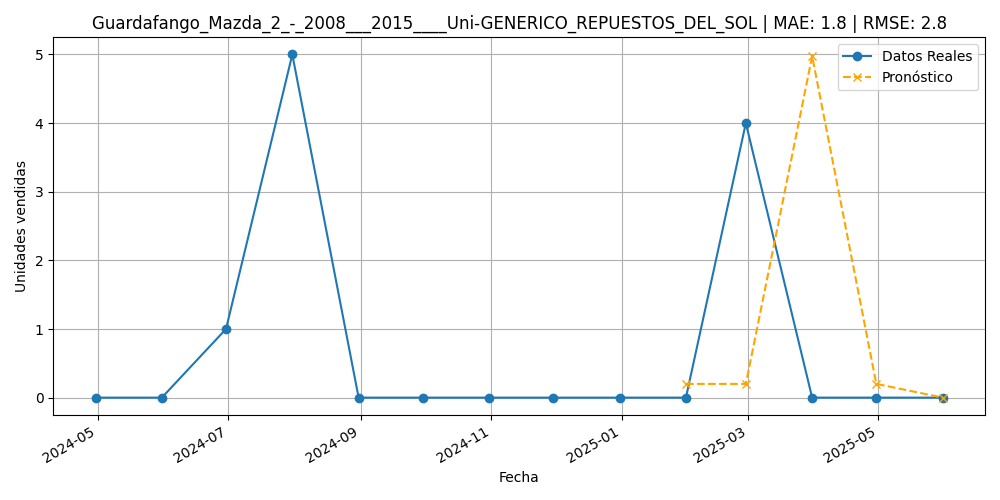 Guardafango_Mazda_2_-_2008___2015____Uni-GENERICO_REPUESTOS_DEL_SOL | MAE: 1.8 | RMSE: 2.8
Datos Reales
Pronóstico
Unidades vendidas
5
4
3
2
1
0
2024-05
2024-07
2024-09
2024-11
2025-01
2025-03
2025-05
Fecha